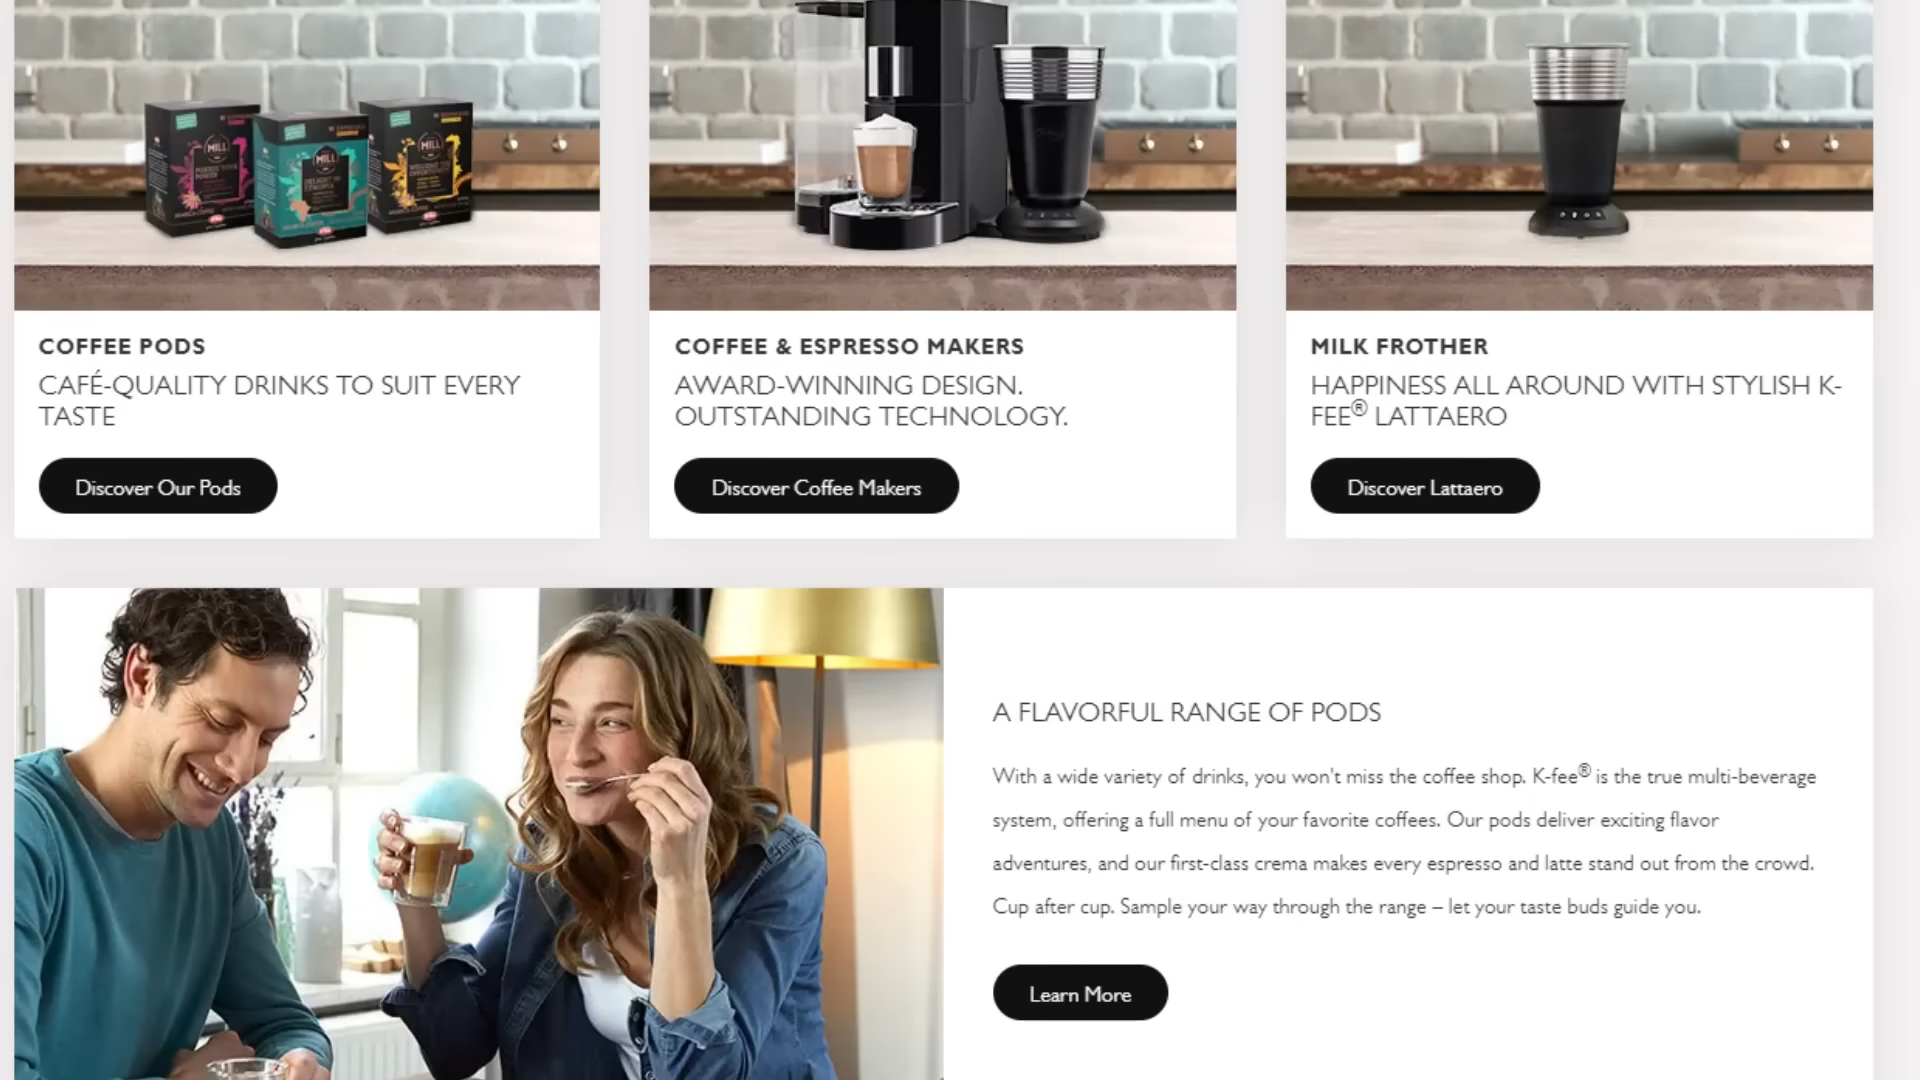 MILL
MILL
MILL
COFFEE PODS
CAFÉ-QUALITY DRINKS TO SUIT EVERY
TASTE
Discover Our Pods
COFFEE & ESPRESSO MAKERS
AWARD-WINNING DESIGN.
OUTSTANDING TECHNOLOGY.
Discover Coffee Makers
MILK FROTHER
HAPPINESS ALL AROUND WITH STYLISH K-
FEE® LATTAERO
Discover Lattaero
A FLAVORFUL RANGE OF PODS
With a wide variety of drinks, you won't miss the coffee shop. K-fee® is the true multi-beverage
system, offering a full menu of your favorite coffees. Our pods deliver exciting flavor
adventures, and our first-class crema makes every espresso and latte stand out from the crowd.
Cup after cup. Sample your way through the range – let your taste buds guide you.
Learn More